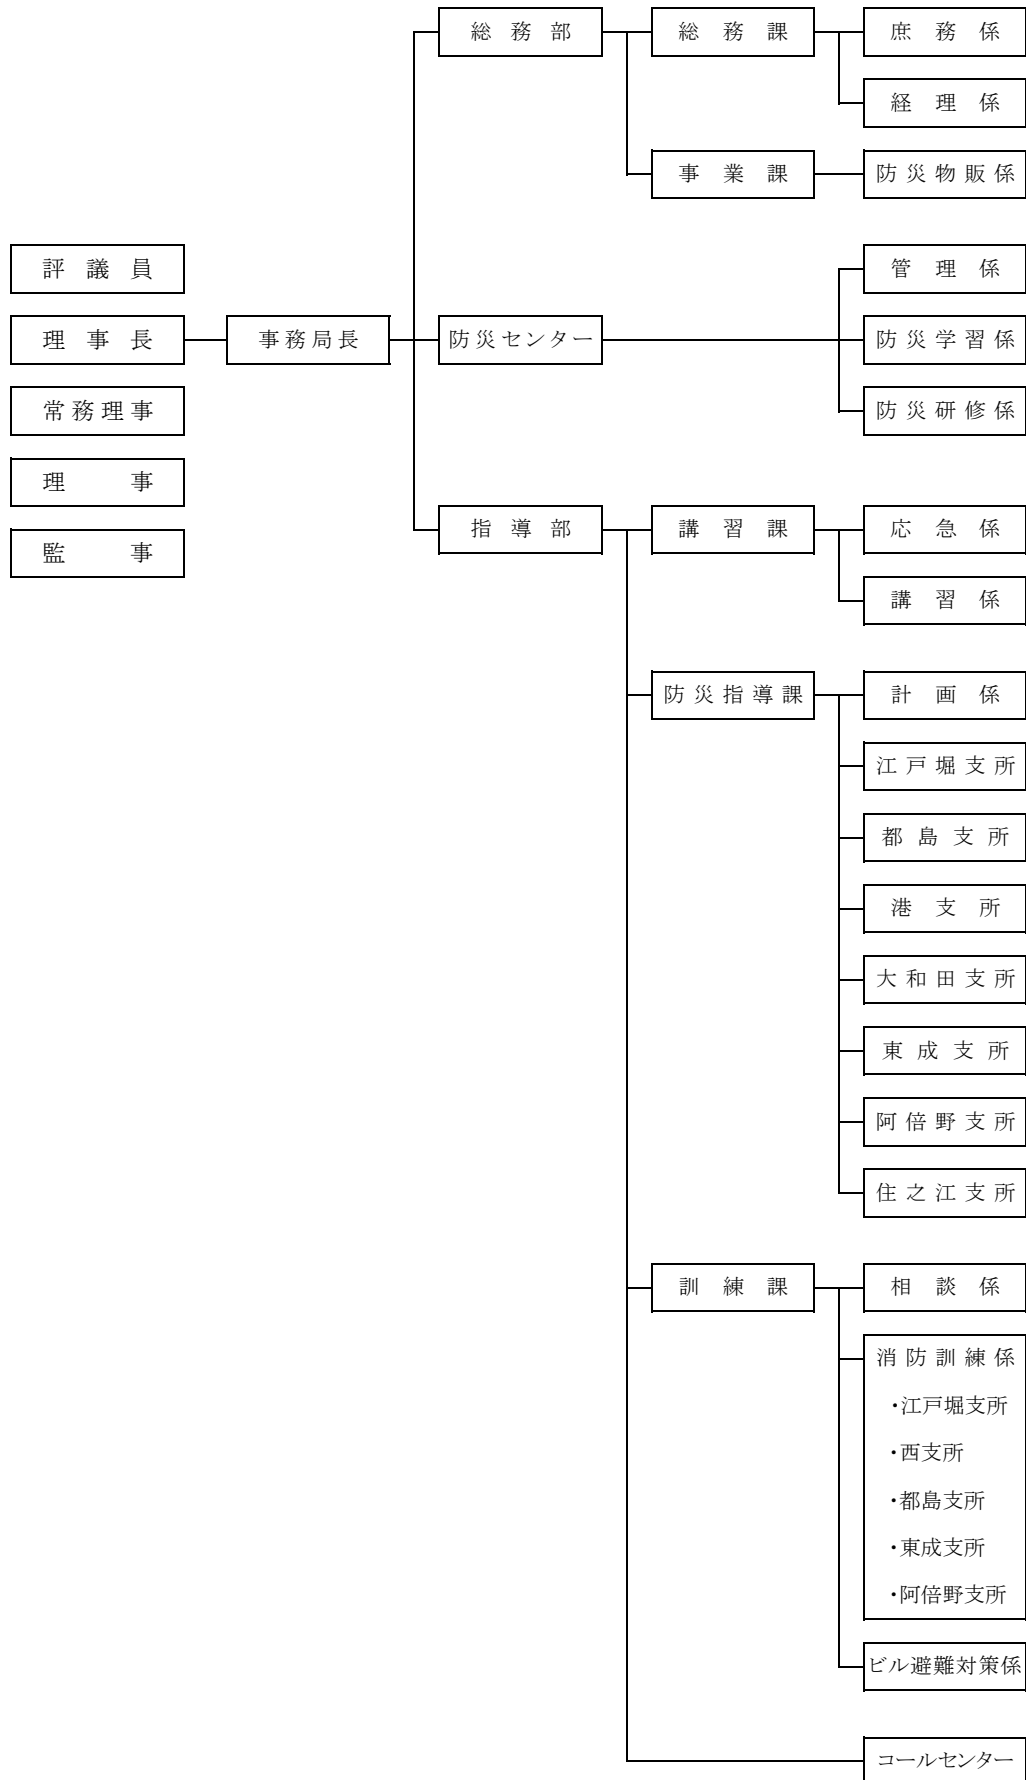 総務部
総務課
庶務係
経理係
事業課
防災物販係
評議員
理事長
常務理事
理事
監事
事務局長
防災センター
管理係
防災学習係
防災研修係
指導部
講習課
応急係
講習係
防災指導課
計画係
江戸堀支所
都島支所
港支所
大和田支所
東成支所
阿倍野支所
住之江支所
訓練課
相談係
消防訓練係
・江戸堀支所
・西支所
・都島支所
・東成支所
・阿倍野支所
ビル避難対策係
コールセンター